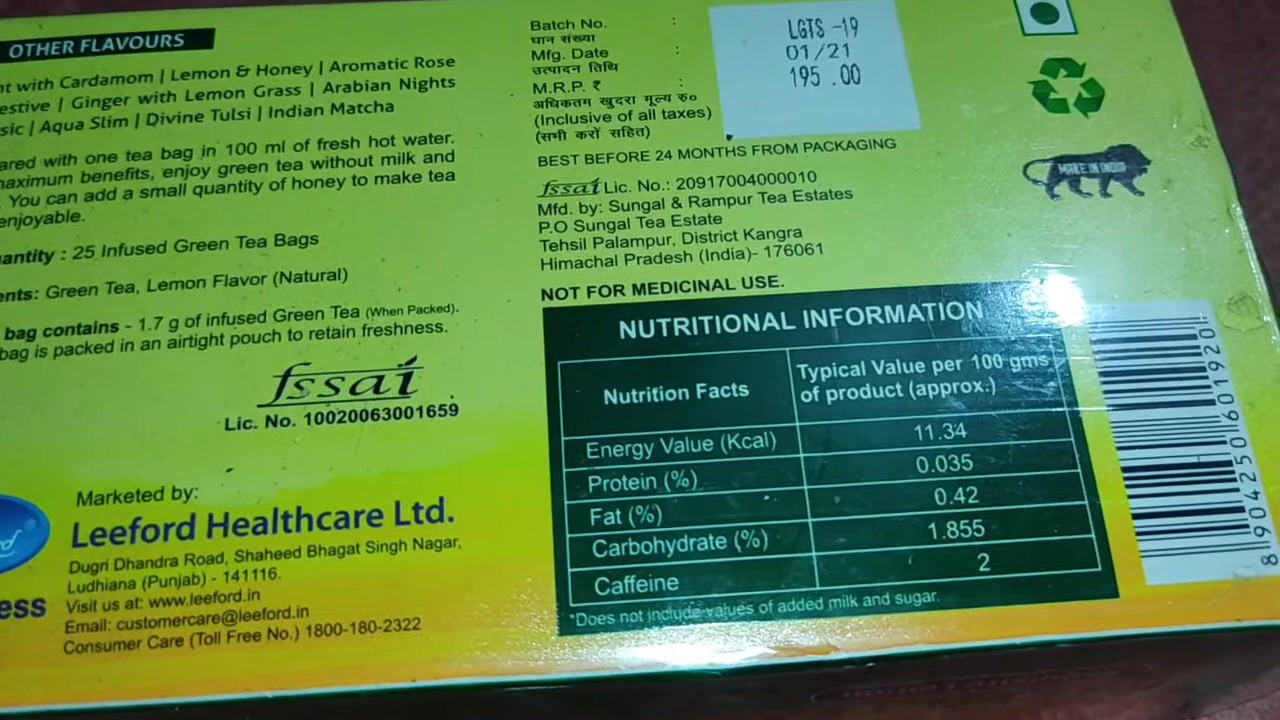 OTHER FLAVOURS
with Cardamom | Lemon & Honey | Aromatic Rose
| Ginger with Lemon Grass | Arabian Nights
| Aqua Slim | Divine Tulsi | Indian Matcha
with one tea bag in 100 ml of fresh hot water.
benefits, enjoy green tea without milk and
You can add a small quantity of honey to make tea
enjoyable.
: 25 Infused Green Tea Bags
Green Tea, Lemon Flavor (Natural)
bag contains - 1.7 g of infused Green Tea (When Packed).
bag is packed in an airtight pouch to retain freshness.
fssai
Lic. No. 10020063001659
Marketed by:
Leeford Healthcare Ltd.
Dugri Dhandra Road, Shaheed Bhagat Singh Nagar,
Ludhiana (Punjab) - 141116.
Visit us at: www.leeford.in
Email: customercare@leeford.in
Consumer Care (Toll Free No.) 1800-180-2322
Batch No. : LGTS -19
घान संख्या
Mfg. Date : 01/21
उत्पादन तिथि
M.R.P. ₹ : 195 .00
अधिकतम खुदरा मूल्य रु०
(Inclusive of all taxes)
(सभी करों सहित)
BEST BEFORE 24 MONTHS FROM PACKAGING
fssai Lic. No.: 20917004000010
Mfd. by: Sungal & Rampur Tea Estates
P.O Sungal Tea Estate
Tehsil Palampur, District Kangra
Himachal Pradesh (India)- 176061
NOT FOR MEDICINAL USE.
NUTRITIONAL INFORMATION
Nutrition Facts
Typical Value per 100 gms
of product (approx.)
Energy Value (Kcal) 11.34
Protein (%) 0.035
Fat (%) 0.42
Carbohydrate (%) 1.855
Caffeine 2
*Does not include values of added milk and sugar.
MAKE IN INDIA
8 904250 601920